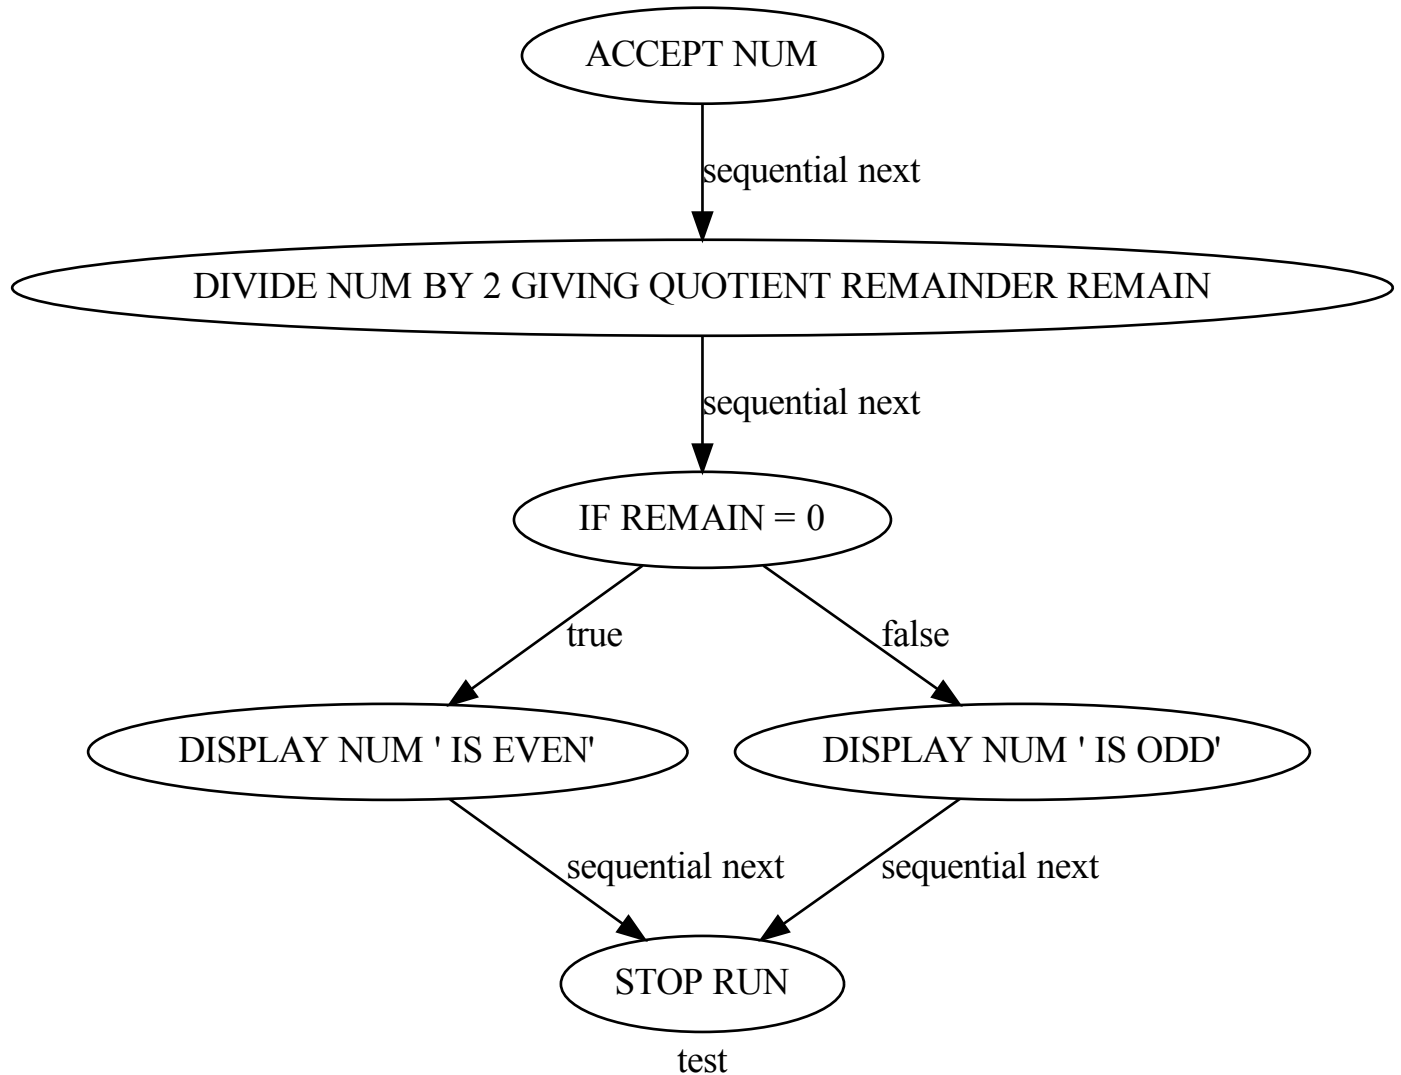 ACCEPT NUM
sequential next
DIVIDE NUM BY 2 GIVING QUOTIENT REMAINDER REMAIN
sequential next
IF REMAIN = 0
true
false
DISPLAY NUM ' IS EVEN'
DISPLAY NUM ' IS ODD'
sequential next
sequential next
STOP RUN
test